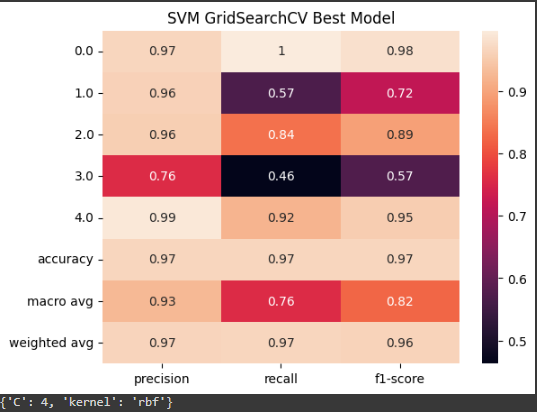 SVM GridSearchCV Best Model
0.0 0.97 1 0.98
1.0 0.96 0.57 0.72
2.0 0.96 0.84 0.89
3.0 0.76 0.46 0.57
4.0 0.99 0.92 0.95
accuracy 0.97 0.97 0.97
macro avg 0.93 0.76 0.82
weighted avg 0.97 0.97 0.96
precision recall f1-score
0.9
0.8
0.7
0.6
0.5
{'C': 4, 'kernel': 'rbf'}